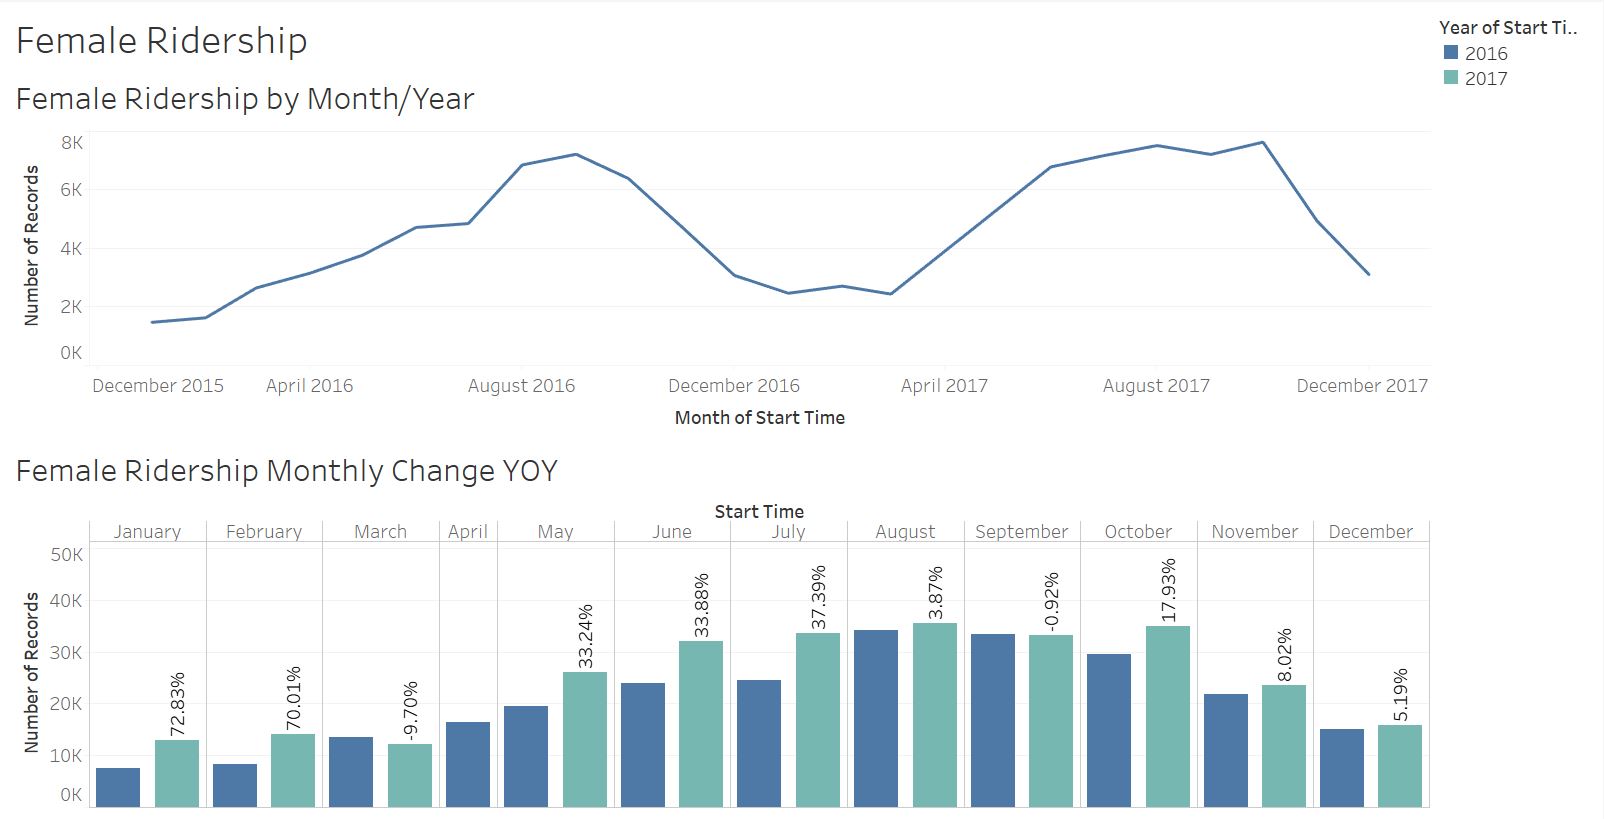 Female Ridership
Year of Start Ti..
2016
2017
Female Ridership by Month/Year
Number of Records
8K
6K
4K
2K
0K
December 2015 April 2016 August 2016 December 2016 April 2017 August 2017 December 2017
Month of Start Time
Female Ridership Monthly Change YOY
Start Time
January February March April May June July August September October November December
Number of Records
50K
40K
30K
20K
10K
0K
72.83%
70.01%
-9.70%
33.24%
33.88%
37.39%
3.87%
-0.92%
17.93%
8.02%
5.19%